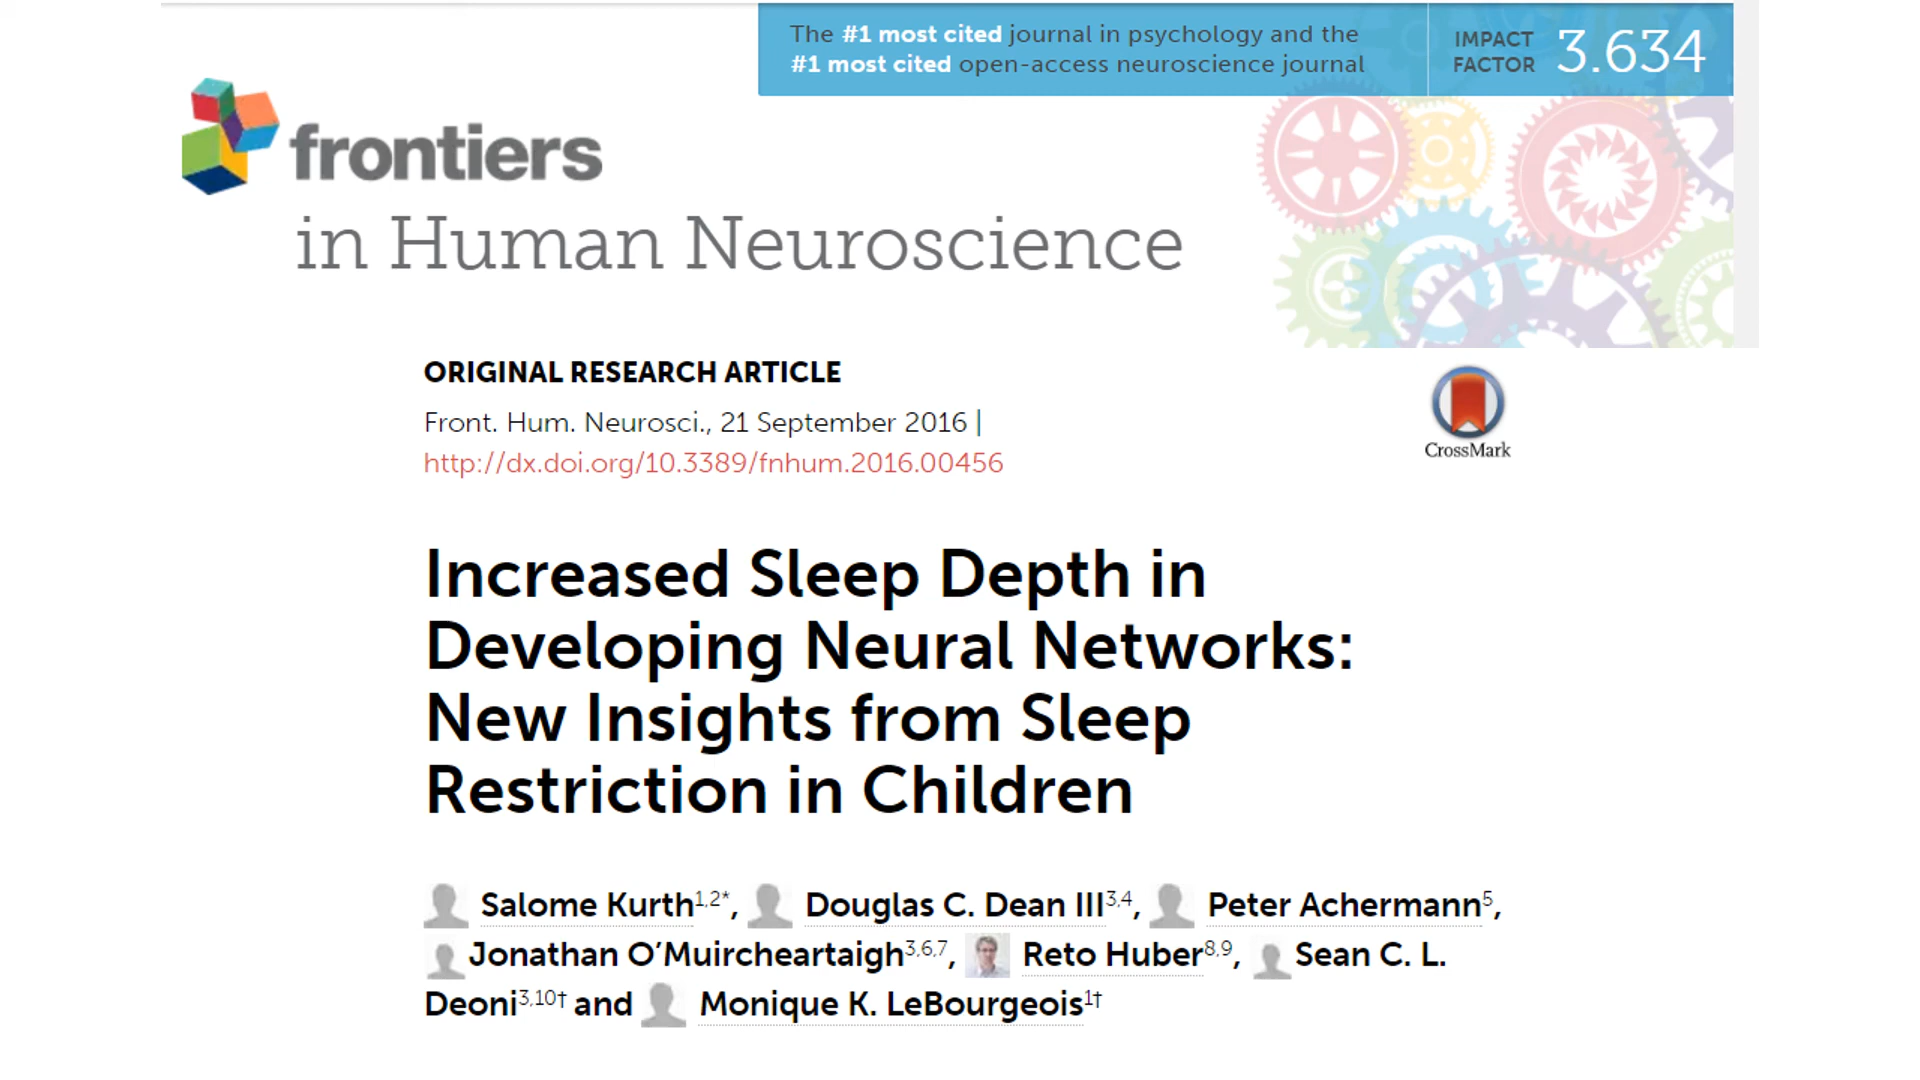 The #1 most cited journal in psychology and the
#1 most cited open-access neuroscience journal
IMPACT
FACTOR
3.634
frontiers
in Human Neuroscience
ORIGINAL RESEARCH ARTICLE
Front. Hum. Neurosci., 21 September 2016 |
http://dx.doi.org/10.3389/fnhum.2016.00456
CrossMark
Increased Sleep Depth in
Developing Neural Networks:
New Insights from Sleep
Restriction in Children
Salome Kurth1,2*, Douglas C. Dean III3,4, Peter Achermann5,
Jonathan O’Muircheartaigh3,6,7, Reto Huber8,9, Sean C. L.
Deoni3,10† and Monique K. LeBourgeois1†